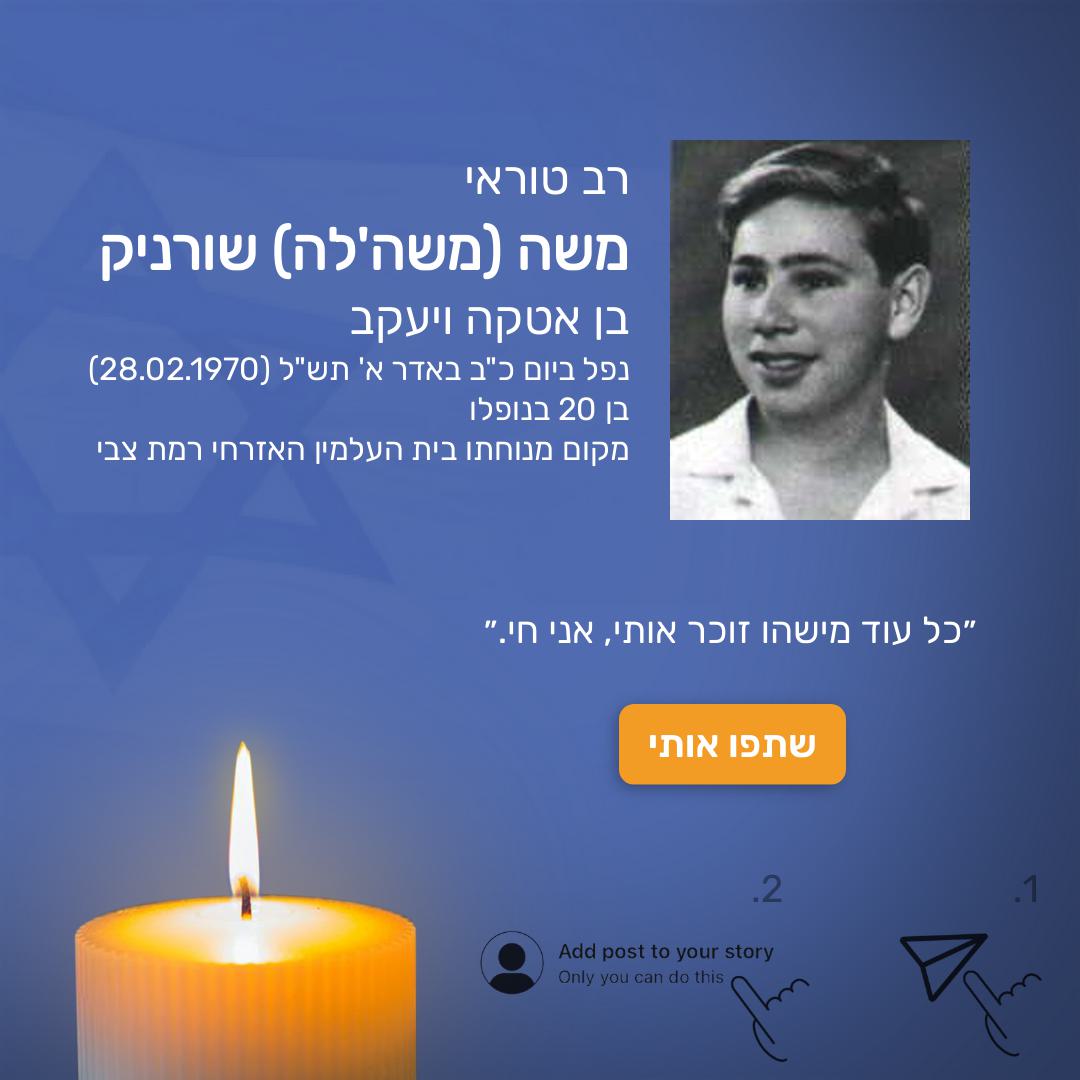 רב טוראי
משה (משה'לה) שורניק
בן אטקה ויעקב
נפל ביום כ"ב באדר א' תש"ל (28.02.1970)
בן 20 בנופלו
מקום מנוחתו בית העלמין האזרחי רמת צבי
״כל עוד מישהו זוכר אותי, אני חי.״
שתפו אותי
1.
2.
Add post to your story
Only you can do this